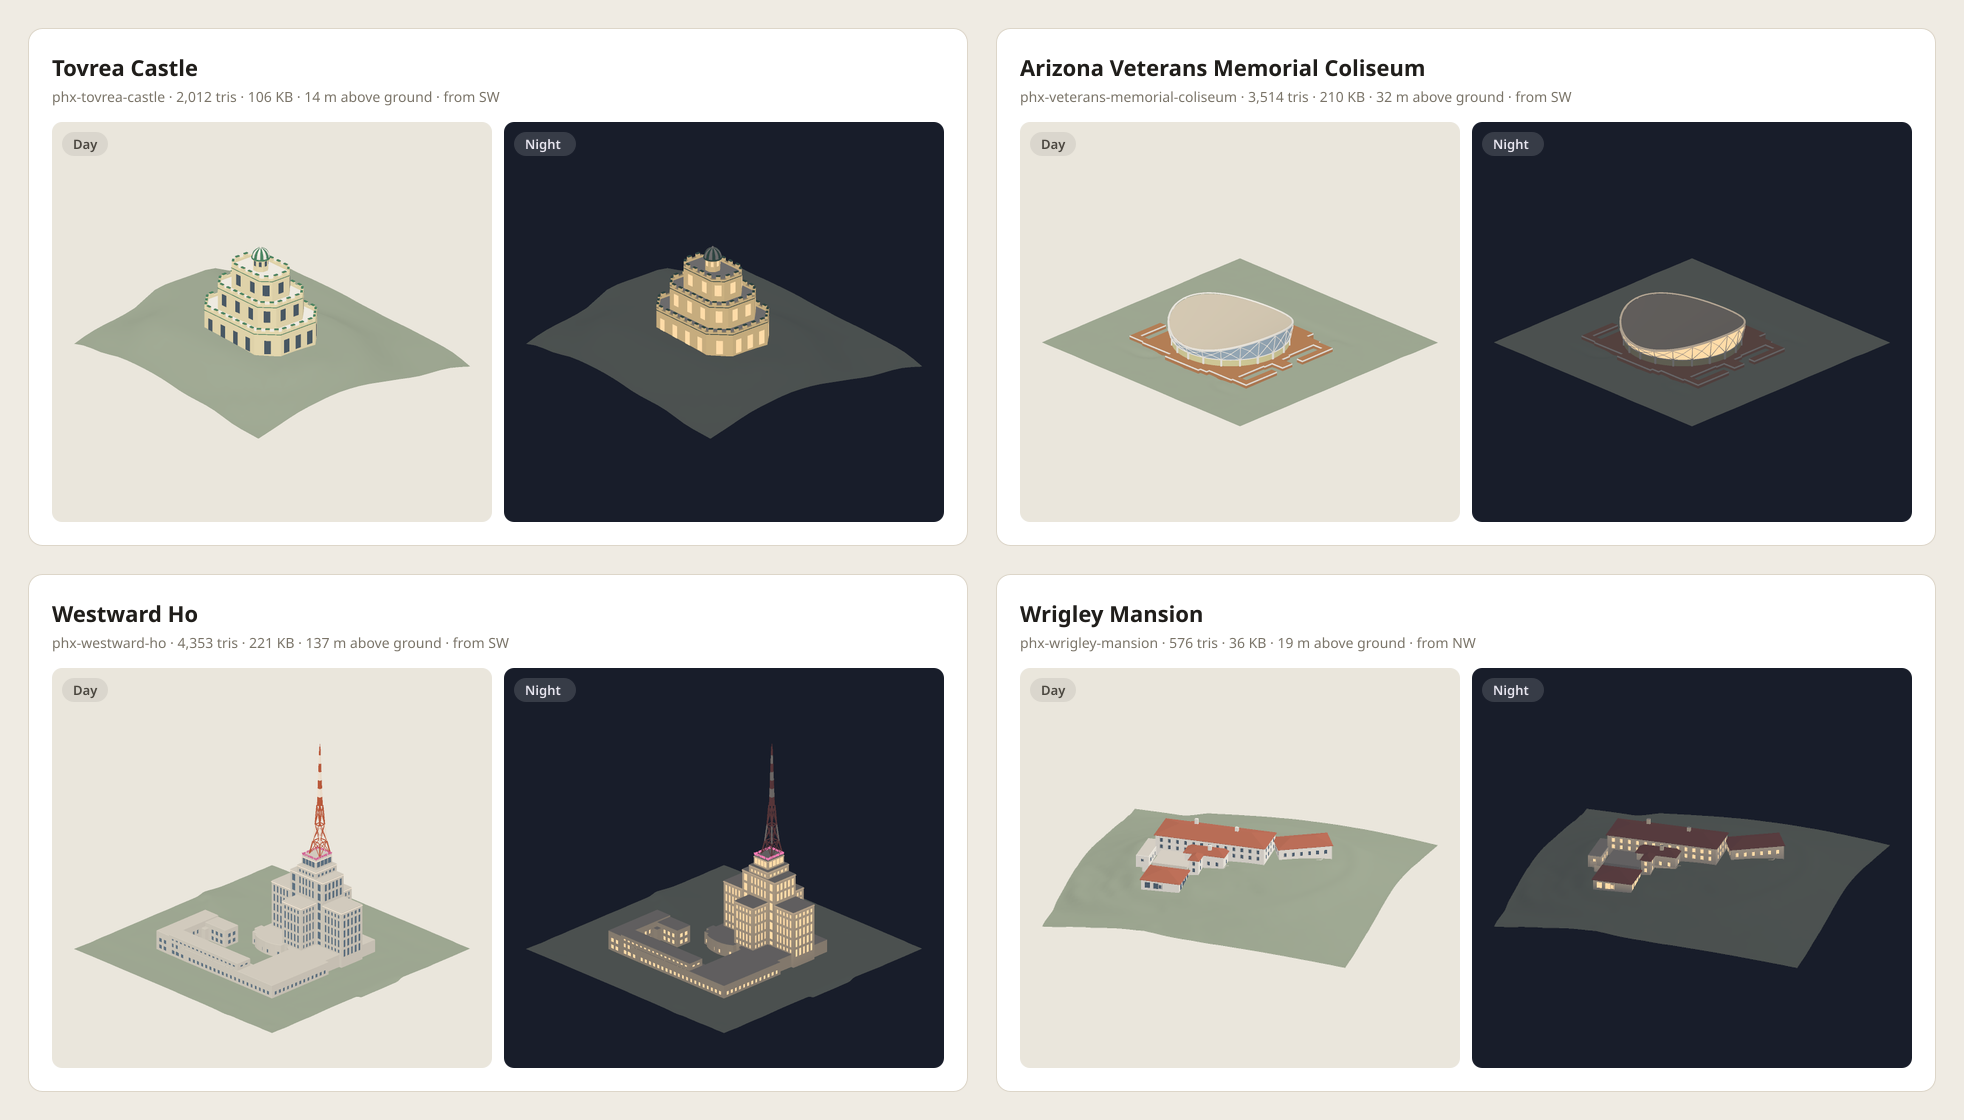 Tovrea Castle
phx-tovrea-castle · 2,012 tris · 106 KB · 14 m above ground · from SW
Day
Night
Arizona Veterans Memorial Coliseum
phx-veterans-memorial-coliseum · 3,514 tris · 210 KB · 32 m above ground · from SW
Day
Night
Westward Ho
phx-westward-ho · 4,353 tris · 221 KB · 137 m above ground · from SW
Day
Night
Wrigley Mansion
phx-wrigley-mansion · 576 tris · 36 KB · 19 m above ground · from NW
Day
Night